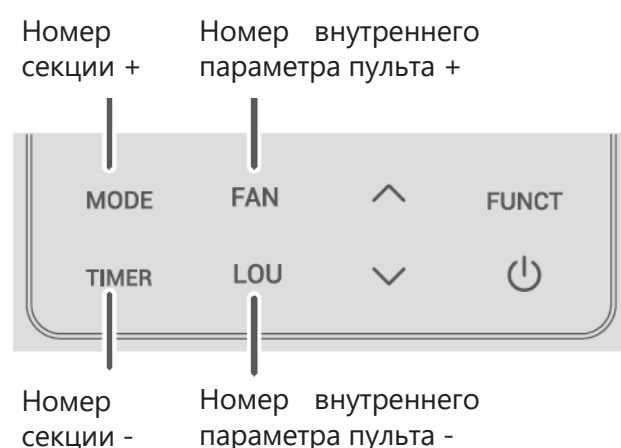 Номер
секции +
Номер внутреннего
параметра пульта +
MODE FAN FUNCT
TIMER LOU
Номер
секции -
Номер внутреннего
параметра пульта -